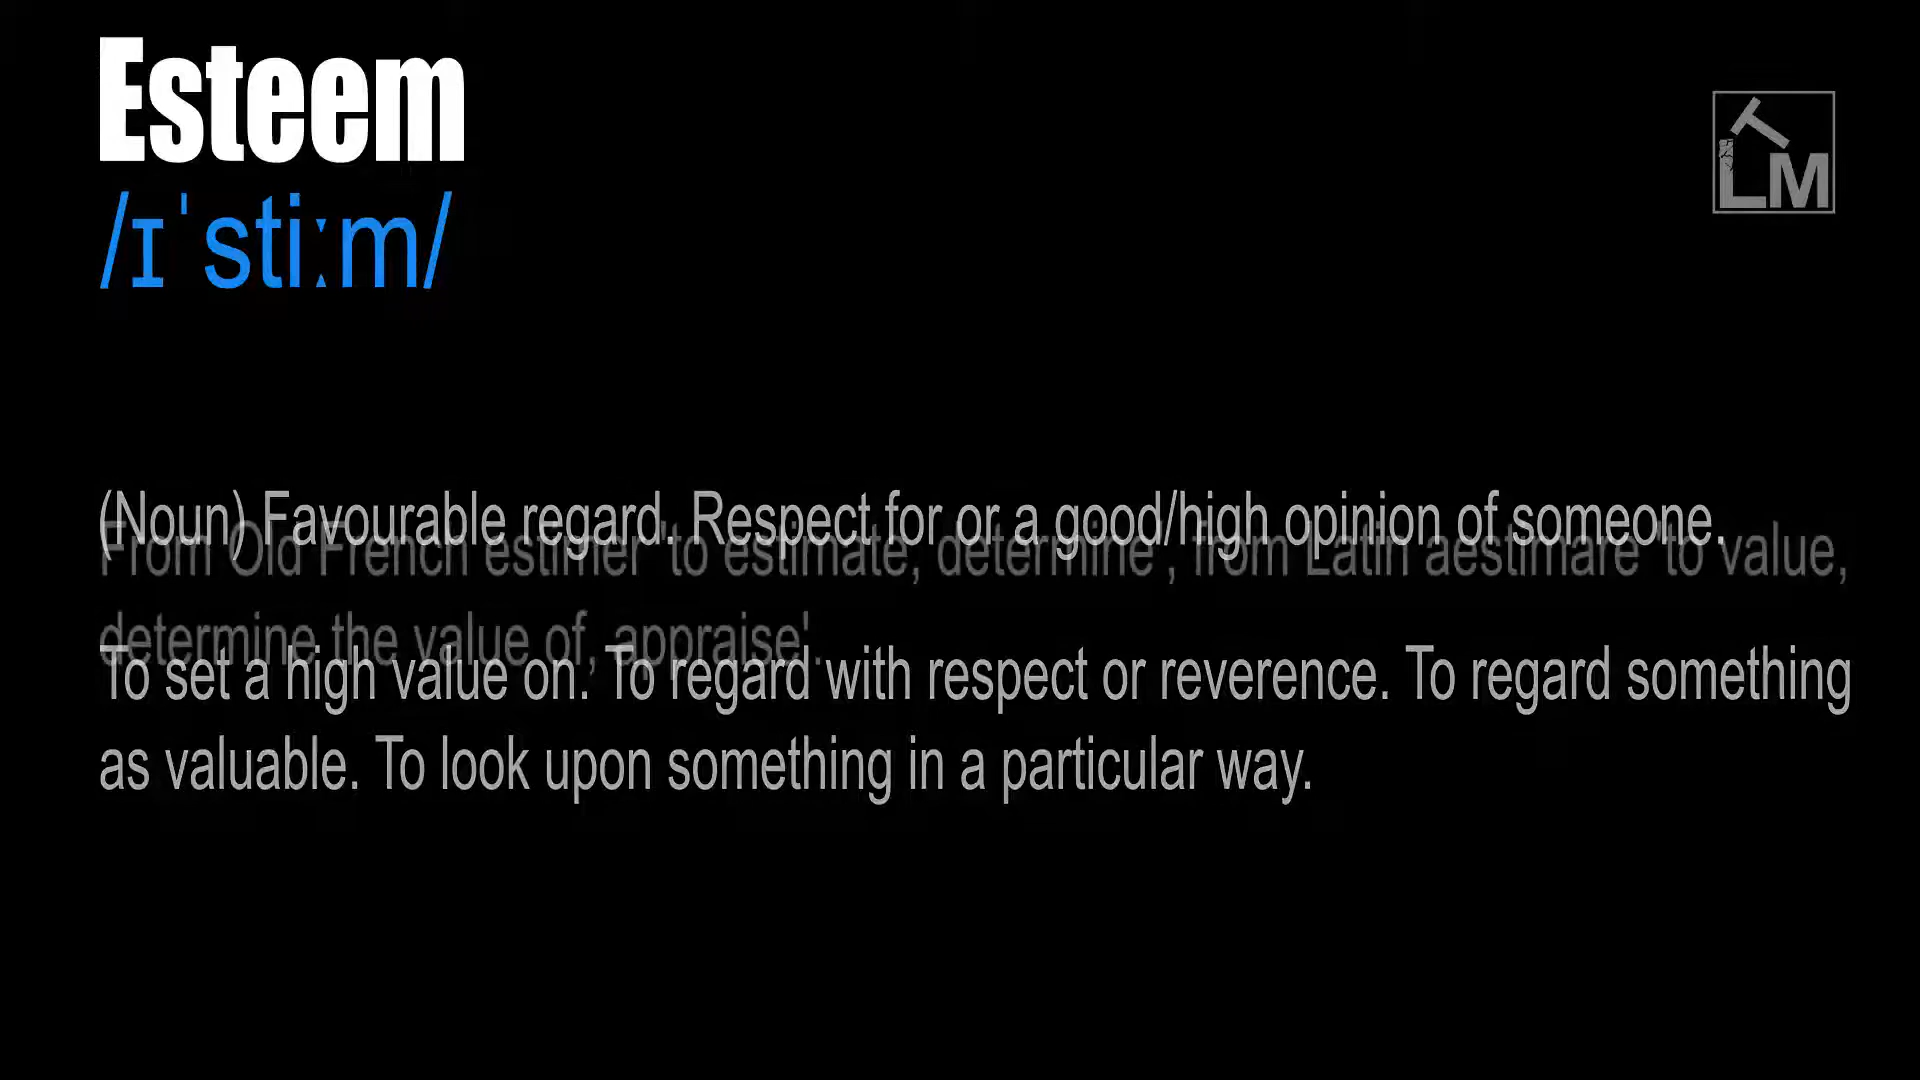 Esteem
/ɪˈstiːm/
LTM
(Noun) Favourable regard. Respect for or a good/high opinion of someone.
From Old French estimer 'to estimate, determine', from Latin aestimare 'to value,
determine the value of, appraise'.
To set a high value on. To regard with respect or reverence. To regard something
as valuable. To look upon something in a particular way.